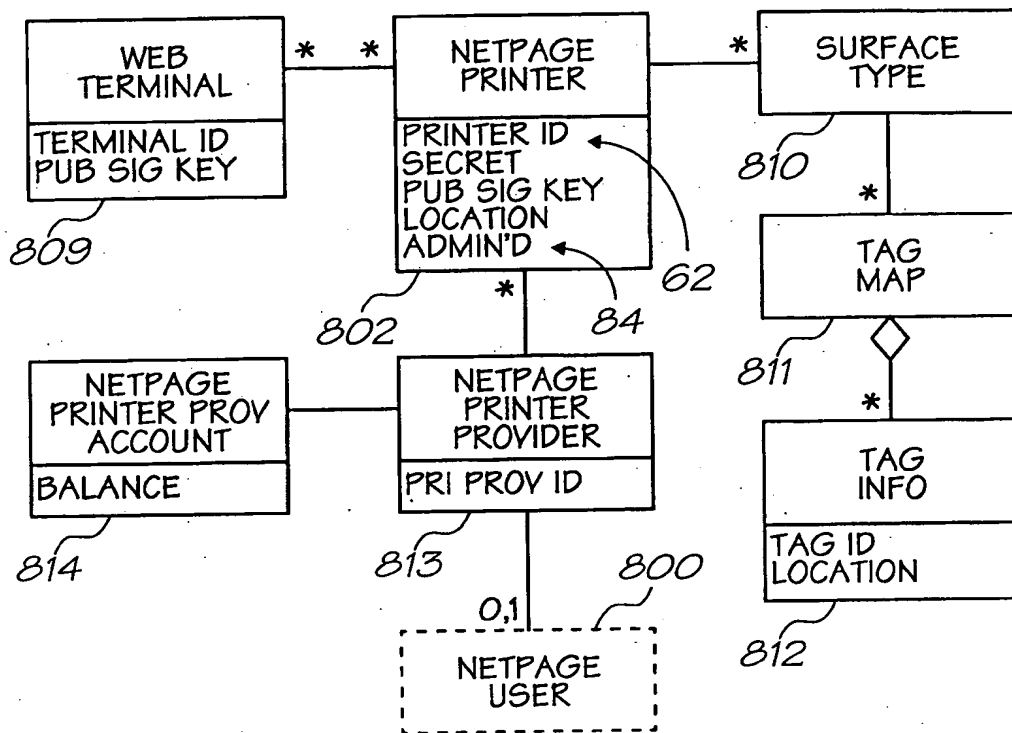 WEB
TERMINAL
TERMINAL ID
PUB SIG KEY
809
* *
NETPAGE
PRINTER
PRINTER ID
SECRET
PUB SIG KEY
LOCATION
ADMIN'D
802
62
84
*
SURFACE
TYPE
810
*
TAG
MAP
811
*
TAG
INFO
TAG ID
LOCATION
812
*
NETPAGE
PRINTER
PROVIDER
PRI PROV ID
813
NETPAGE
PRINTER PROV
ACCOUNT
BALANCE
814
0,1
800
NETPAGE
USER